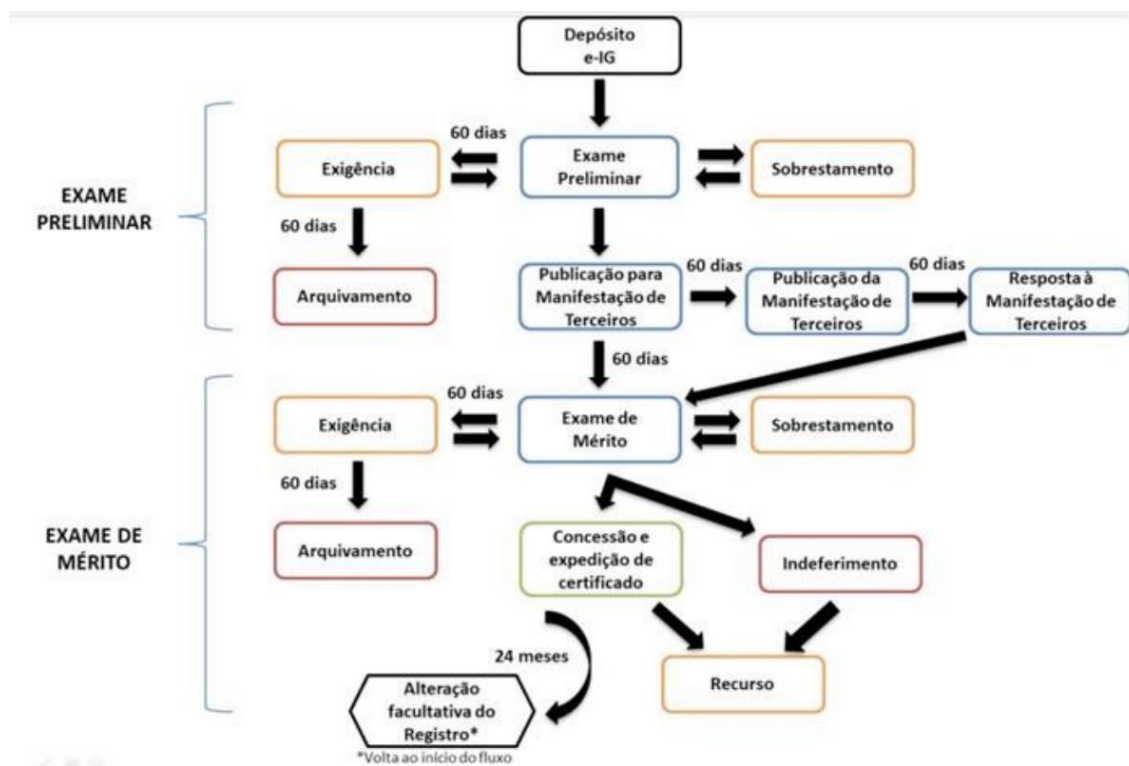 Depósito
e-IG
60 dias
Exigência
Exame
Preliminar
Sobrestamento
EXAME
PRELIMINAR
60 dias
Arquivamento
Publicação para
Manifestação de
Terceiros
60 dias
Publicação da
Manifestação de
Terceiros
60 dias
Resposta à
Manifestação de
Terceiros
60 dias
60 dias
Exigência
Exame de
Mérito
Sobrestamento
60 dias
EXAME DE
MÉRITO
Arquivamento
Concessão e
expedição de
certificado
Indeferimento
24 meses
Recurso
Alteração
facultativa do
Registro*
*Volta ao início do fluxo